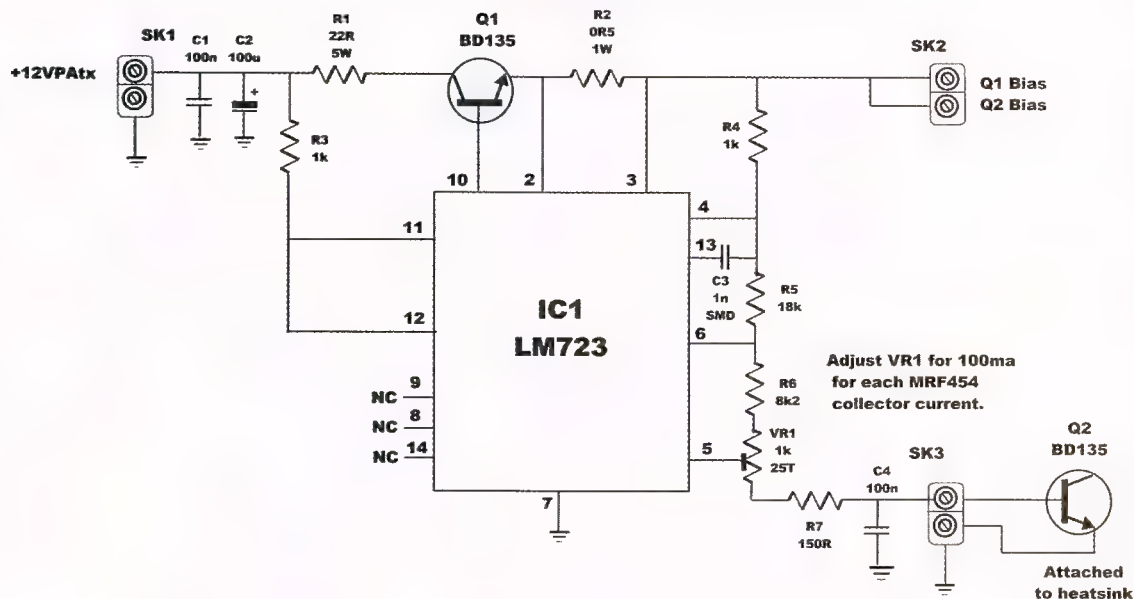 SK1
+12VPAtx
C1
100n
C2
100u
+
R1
22R
5W
Q1
BD135
R2
0R5
1W
SK2
Q1 Bias
Q2 Bias
R3
1k
R4
1k
10
2
3
4
11
13
C3
1n
SMD
R5
18k
12
IC1
LM723
6
R6
8k2
Adjust VR1 for 100ma
for each MRF454
collector current.
NC 9
NC 8
NC 14
5
VR1
1k
25T
7
R7
150R
C4
100n
SK3
Q2
BD135
Attached
to heatsink